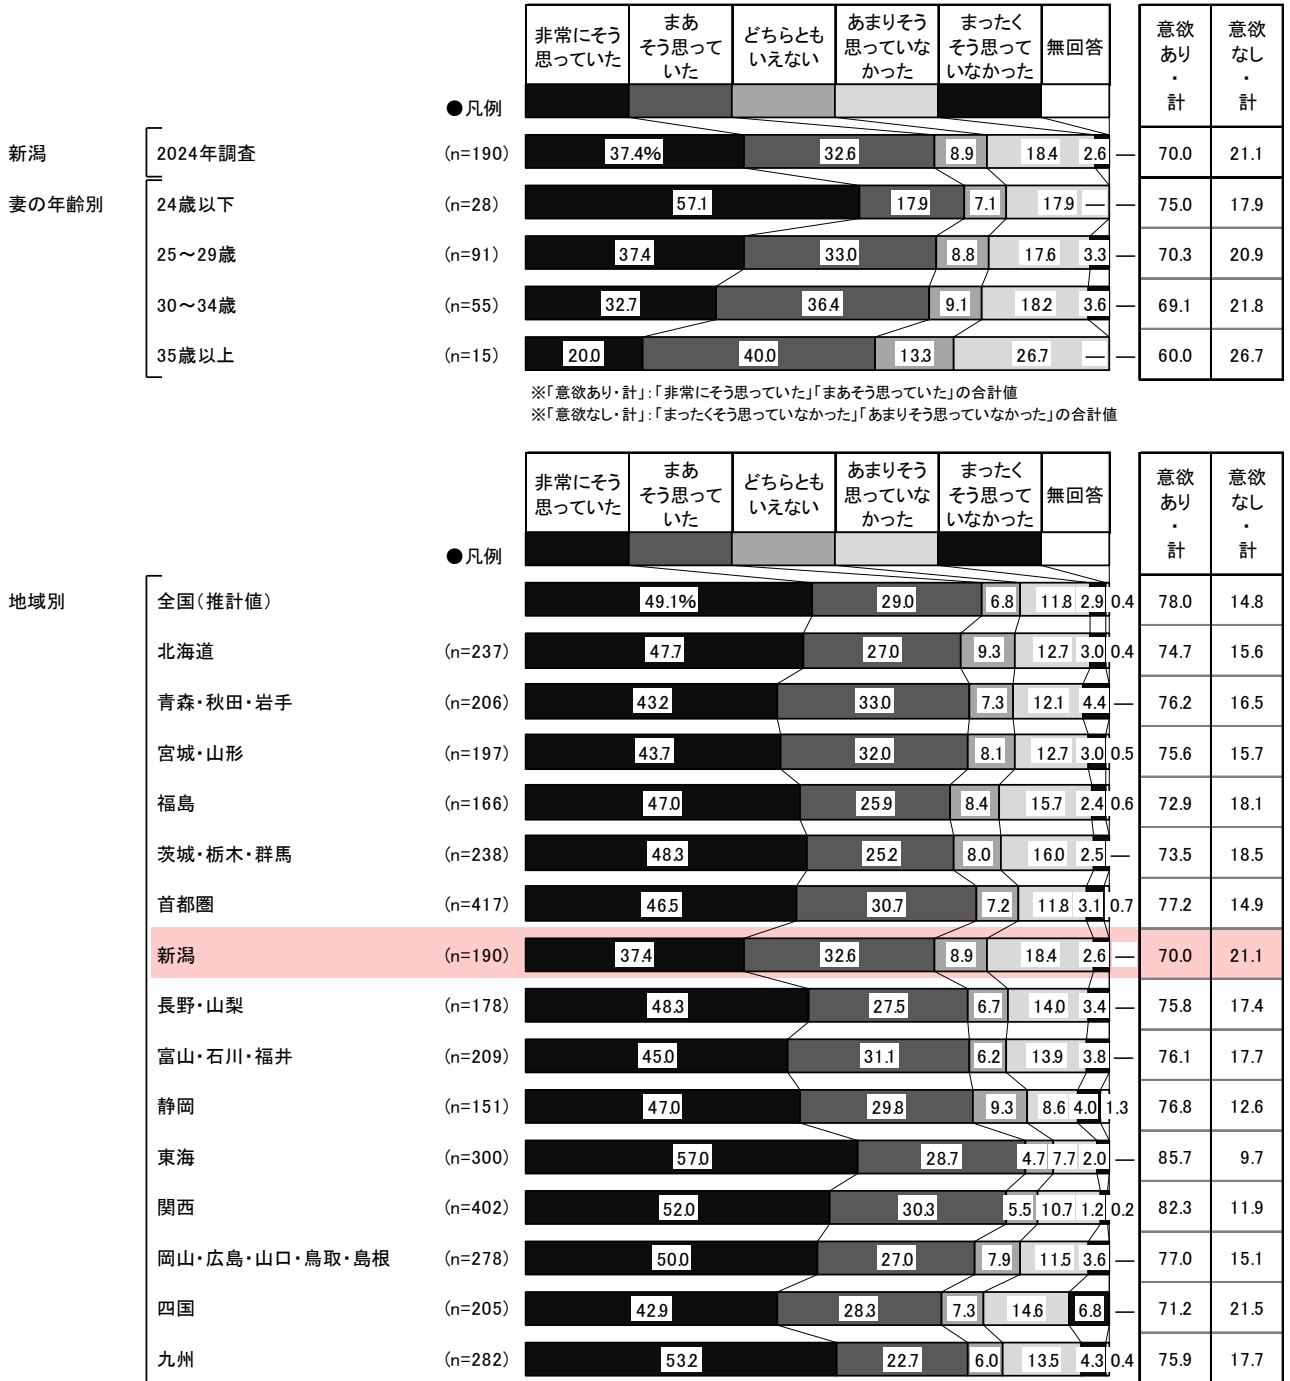 非常にそう思っていた まあそう思っていた どちらともいえない あまりそう思っていなかった まったくそう思っていなかった 無回答 意欲あり・計 意欲なし・計
●凡例
新潟 2024年調査 (n=190) 37.4% 32.6 8.9 18.4 2.6 — 70.0 21.1
妻の年齢別 24歳以下 (n=28) 57.1 17.9 7.1 17.9 — — 75.0 17.9
25～29歳 (n=91) 37.4 33.0 8.8 17.6 3.3 — 70.3 20.9
30～34歳 (n=55) 32.7 36.4 9.1 18.2 3.6 — 69.1 21.8
35歳以上 (n=15) 20.0 40.0 13.3 26.7 — — 60.0 26.7
※「意欲あり・計」：「非常にそう思っていた」「まあそう思っていた」の合計値
※「意欲なし・計」：「まったくそう思っていなかった」「あまりそう思っていなかった」の合計値
非常にそう思っていた まあそう思っていた どちらともいえない あまりそう思っていなかった まったくそう思っていなかった 無回答 意欲あり・計 意欲なし・計
●凡例
地域別 全国(推計値) 49.1% 29.0 6.8 11.8 2.9 0.4 78.0 14.8
北海道 (n=237) 47.7 27.0 9.3 12.7 3.0 0.4 74.7 15.6
青森・秋田・岩手 (n=206) 43.2 33.0 7.3 12.1 4.4 — 76.2 16.5
宮城・山形 (n=197) 43.7 32.0 8.1 12.7 3.0 0.5 75.6 15.7
福島 (n=166) 47.0 25.9 8.4 15.7 2.4 0.6 72.9 18.1
茨城・栃木・群馬 (n=238) 48.3 25.2 8.0 16.0 2.5 — 73.5 18.5
首都圏 (n=417) 46.5 30.7 7.2 11.8 3.1 0.7 77.2 14.9
新潟 (n=190) 37.4 32.6 8.9 18.4 2.6 — 70.0 21.1
長野・山梨 (n=178) 48.3 27.5 6.7 14.0 3.4 — 75.8 17.4
富山・石川・福井 (n=209) 45.0 31.1 6.2 13.9 3.8 — 76.1 17.7
静岡 (n=151) 47.0 29.8 9.3 8.6 4.0 1.3 76.8 12.6
東海 (n=300) 57.0 28.7 4.7 7.7 2.0 — 85.7 9.7
関西 (n=402) 52.0 30.3 5.5 10.7 1.2 0.2 82.3 11.9
岡山・広島・山口・鳥取・島根 (n=278) 50.0 27.0 7.9 11.5 3.6 — 77.0 15.1
四国 (n=205) 42.9 28.3 7.3 14.6 6.8 — 71.2 21.5
九州 (n=282) 53.2 22.7 6.0 13.5 4.3 0.4 75.9 17.7